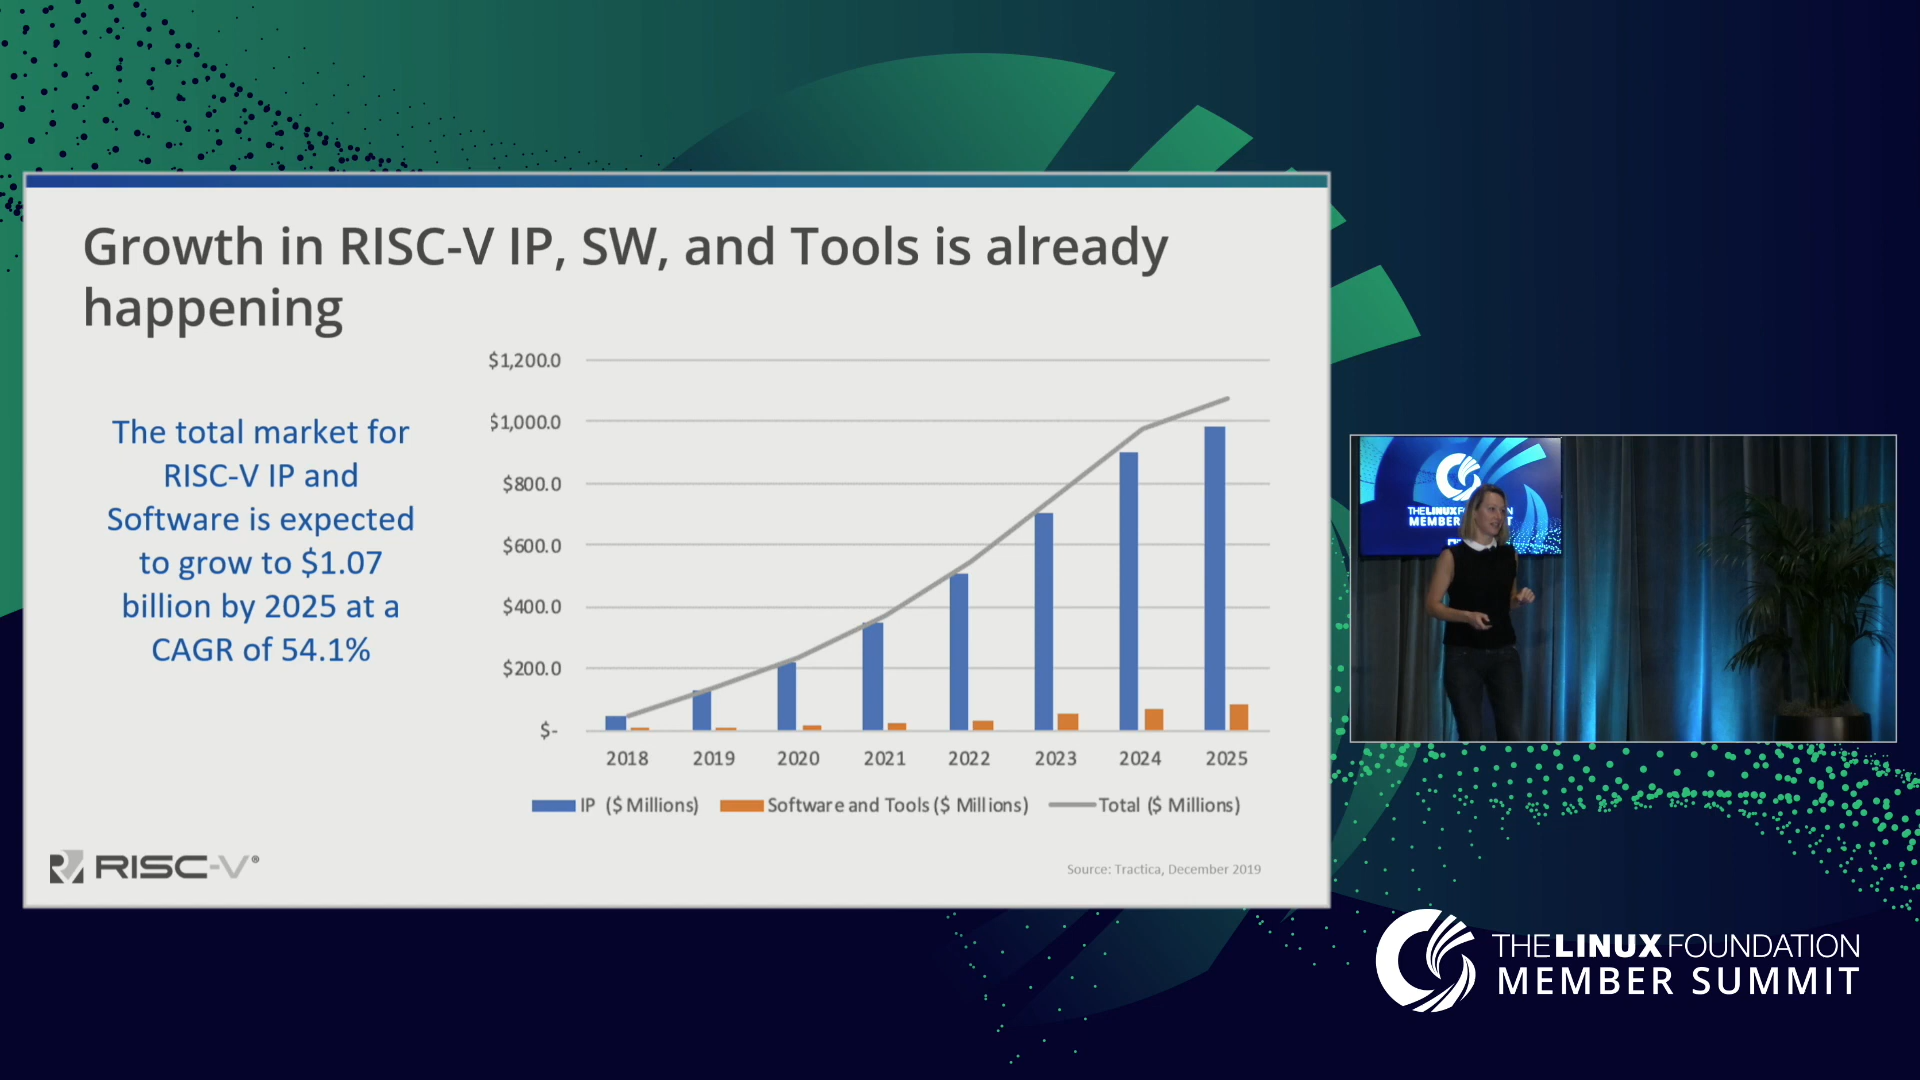 Growth in RISC-V IP, SW, and Tools is already
happening
The total market for
RISC-V IP and
Software is expected
to grow to $1.07
billion by 2025 at a
CAGR of 54.1%
$1,200.0
$1,000.0
$800.0
$600.0
$400.0
$200.0
$-
2018 2019 2020 2021 2022 2023 2024 2025
IP ($ Millions) Software and Tools ($ Millions) Total ($ Millions)
RISC-V®
Source: Tractica, December 2019
THE LINUX FOUNDATION
MEMBER SUMMIT